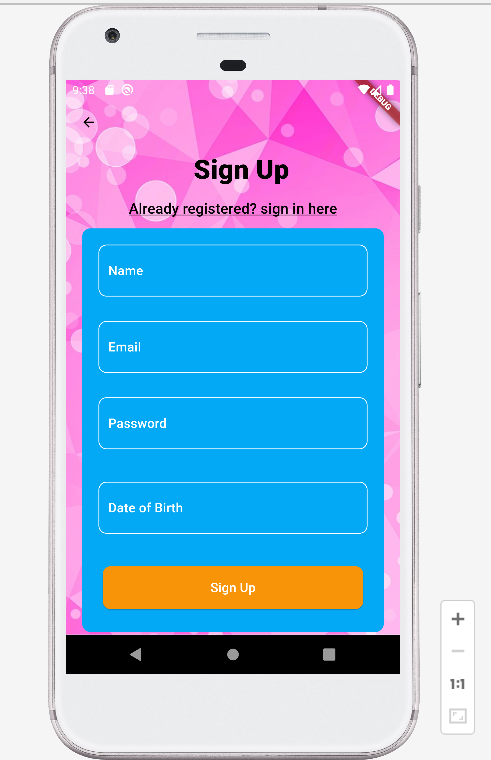 9:38
DEBUG
Sign Up
Already registered? sign in here
Name
Email
Password
Date of Birth
Sign Up
1:1